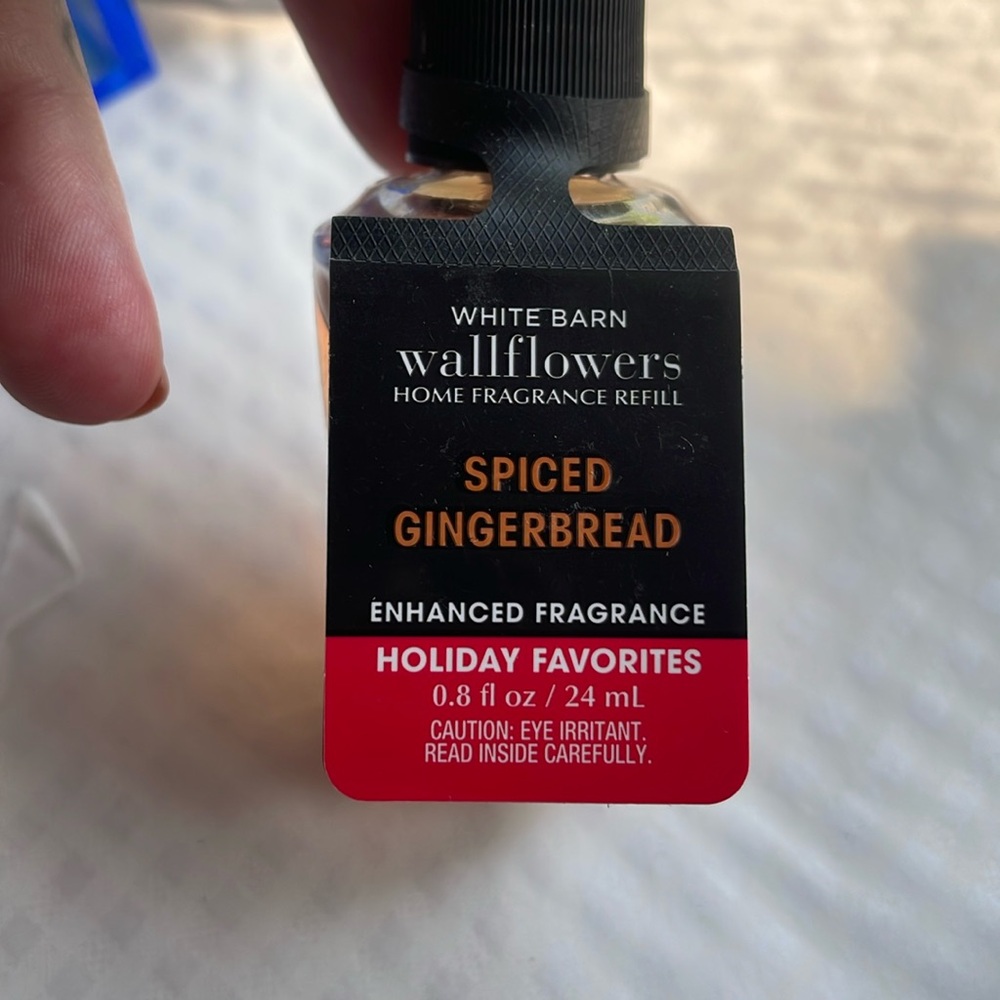 WHITE BARN
wallflowers
HOME FRAGRANCE REFILL
SPICED
GINGERBREAD
ENHANCED FRAGRANCE
HOLIDAY FAVORITES
0.8 fl oz / 24 mL
CAUTION: EYE IRRITANT.
READ INSIDE CAREFULLY.